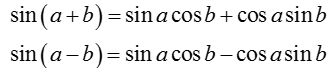 sin(a+b)=sin a cos b+cos a sin b
sin(a−b)=sin a cos b−cos a sin b